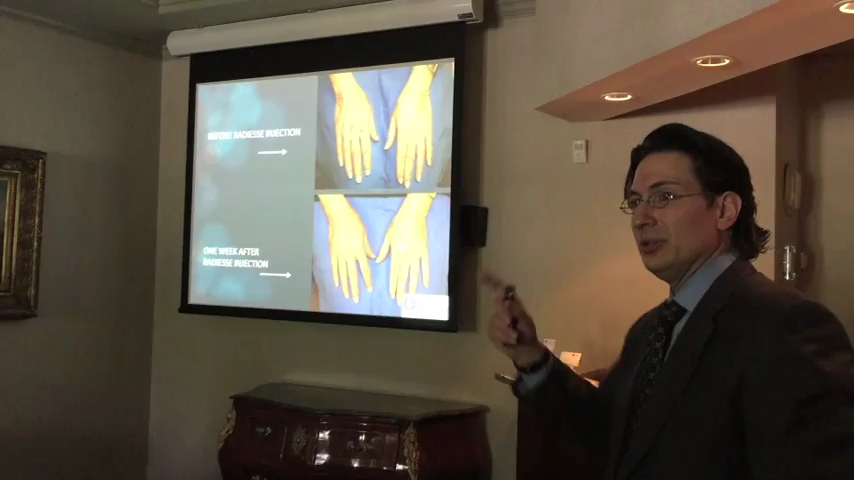 BEFORE RADIESSE INJECTION
ONE WEEK AFTER
RADIESSE INJECTION